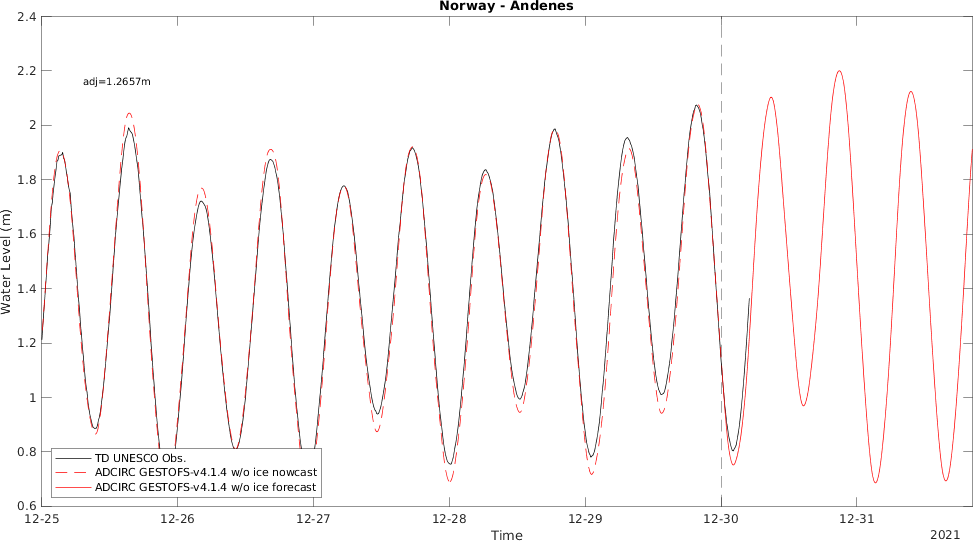 Norway - Andenes
adj=1.2657m
2.4
2.2
2
1.8
1.6
1.4
1.2
1
0.8
0.6
Water Level (m)
TD UNESCO Obs.
ADCIRC GESTOFS-v4.1.4 w/o ice nowcast
ADCIRC GESTOFS-v4.1.4 w/o ice forecast
12-25 12-26 12-27 12-28 12-29 12-30 12-31
Time
2021